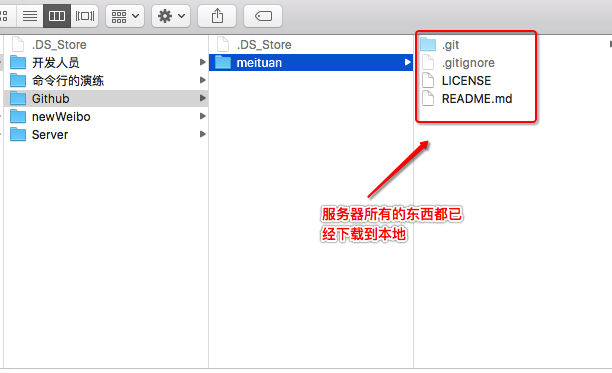 .DS_Store
开发人员
命令行的演练
Github
newWeibo
Server
.DS_Store
meituan
.git
.gitignore
LICENSE
README.md
服务器所有的东西都已
经下载到本地